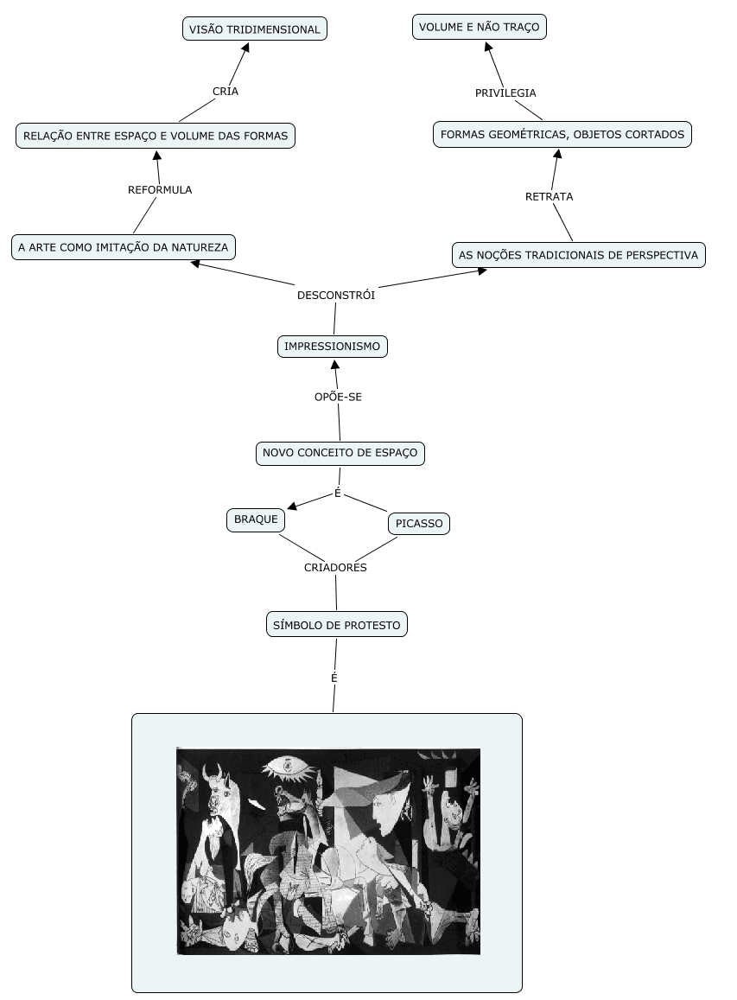 VISÃO TRIDIMENSIONAL
VOLUME E NÃO TRAÇO
CRIA
PRIVILEGIA
RELAÇÃO ENTRE ESPAÇO E VOLUME DAS FORMAS
FORMAS GEOMÉTRICAS, OBJETOS CORTADOS
REFORMULA
RETRATA
A ARTE COMO IMITAÇÃO DA NATUREZA
AS NOÇÕES TRADICIONAIS DE PERSPECTIVA
DESCONSTRÓI
IMPRESSIONISMO
OPÕE-SE
NOVO CONCEITO DE ESPAÇO
É
BRAQUE
PICASSO
CRIADORES
SÍMBOLO DE PROTESTO
É